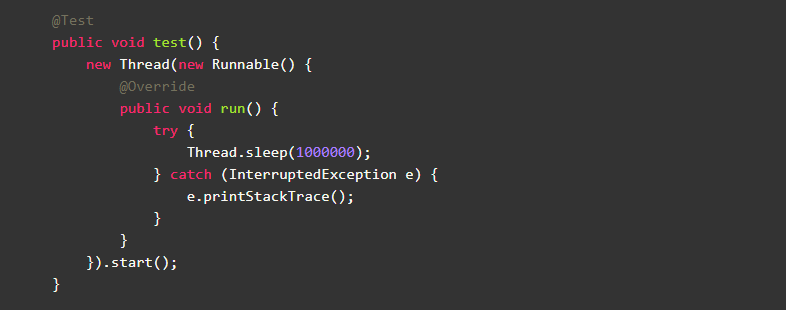 @Test
public void test() {
    new Thread(new Runnable() {
        @Override
        public void run() {
            try {
                Thread.sleep(1000000);
            } catch (InterruptedException e) {
                e.printStackTrace();
            }
        }
    }).start();
}